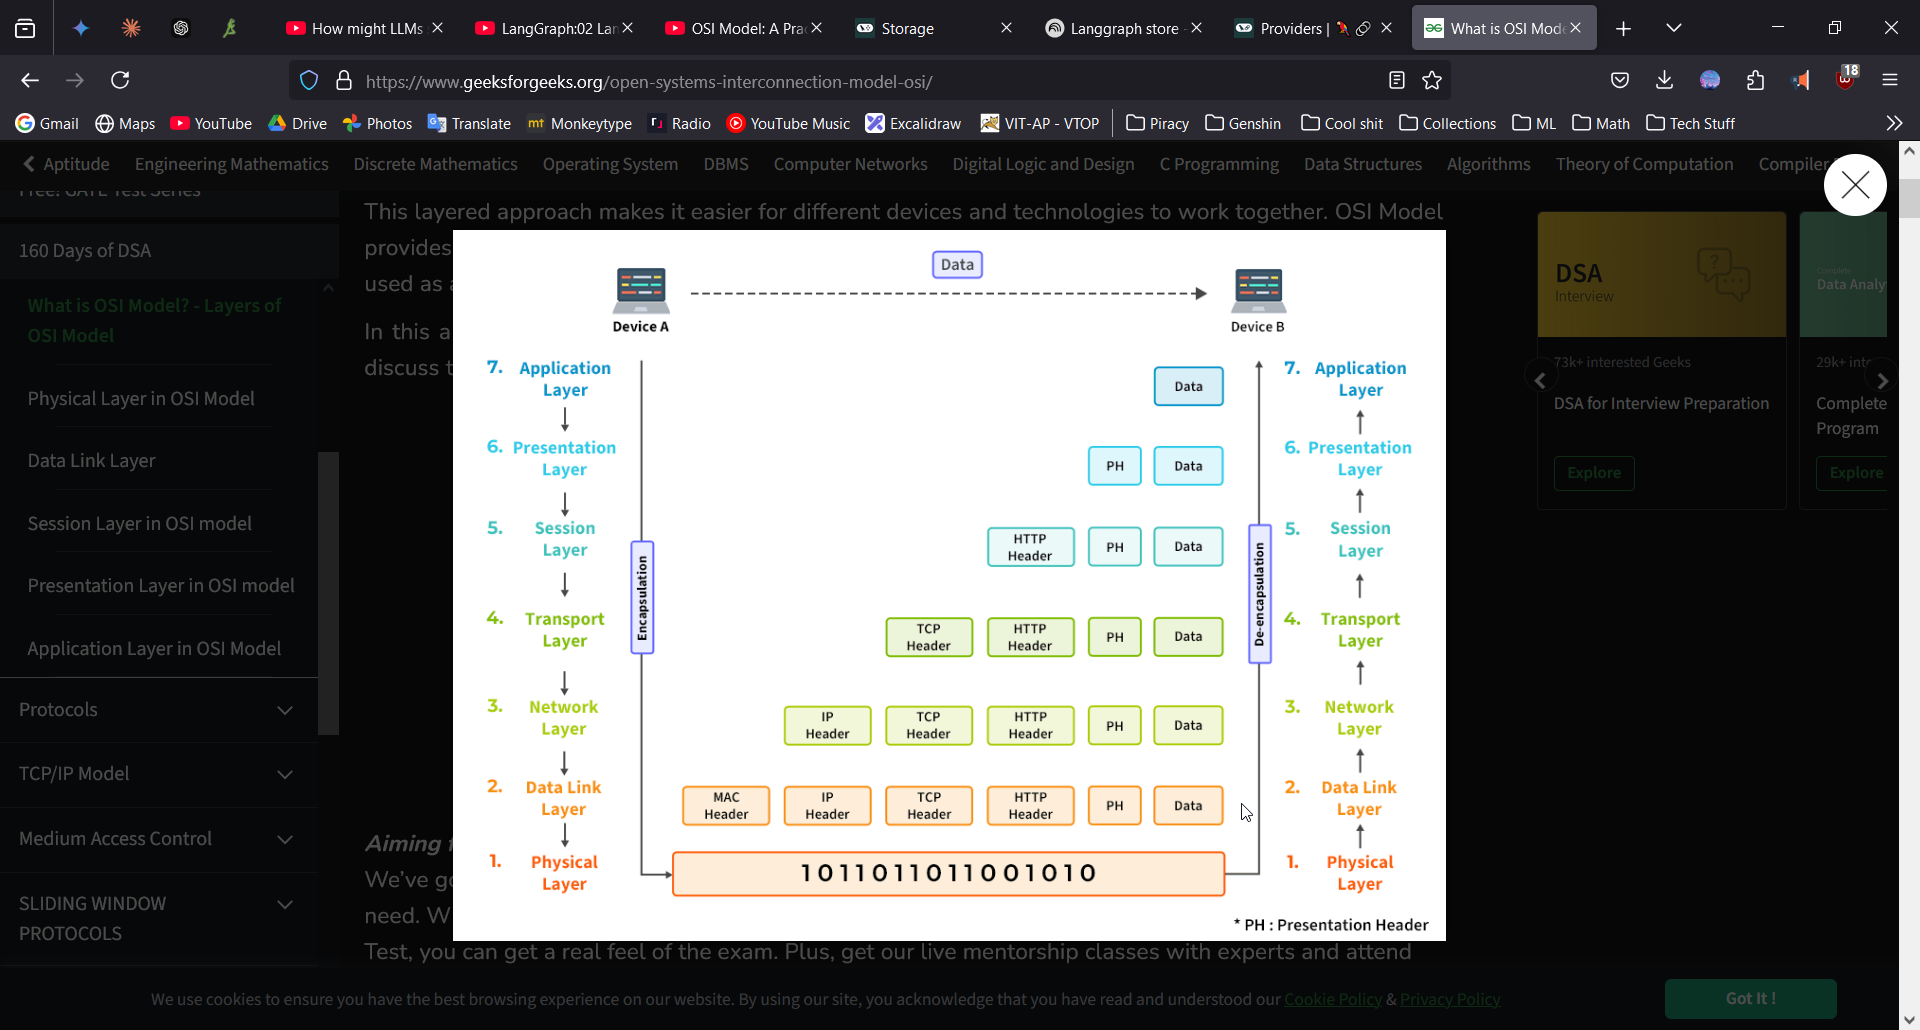 How might LLMs
LangGraph:02 Lan
OSI Model: A Prac
Storage
Langgraph store -
Providers |
What is OSI Mode
https://www.geeksforgeeks.org/open-systems-interconnection-model-osi/
18
Gmail
Maps
YouTube
Drive
Photos
Translate
mt Monkeytype
Radio
YouTube Music
Excalidraw
VIT-AP - VTOP
Piracy
Genshin
Cool shit
Collections
ML
Math
Tech Stuff
Aptitude
Engineering Mathematics
Discrete Mathematics
Operating System
DBMS
Computer Networks
Digital Logic and Design
C Programming
Data Structures
Algorithms
Theory of Computation
Compiler
Free! GATE Test Series
160 Days of DSA
What is OSI Model? - Layers of
OSI Model
Physical Layer in OSI Model
Data Link Layer
Session Layer in OSI model
Presentation Layer in OSI model
Application Layer in OSI Model
Protocols
TCP/IP Model
Medium Access Control
SLIDING WINDOW
PROTOCOLS
This layered approach makes it easier for different devices and technologies to work together. OSI Model
provides
used as a
In this a
discuss t
Data
Device A
Device B
7. Application
Layer
Data
7. Application
Layer
6. Presentation
Layer
PH
Data
6. Presentation
Layer
5. Session
Layer
HTTP
Header
PH
Data
5. Session
Layer
Encapsulation
De-encapsulation
4. Transport
Layer
TCP
Header
HTTP
Header
PH
Data
4. Transport
Layer
3. Network
Layer
IP
Header
TCP
Header
HTTP
Header
PH
Data
3. Network
Layer
2. Data Link
Layer
MAC
Header
IP
Header
TCP
Header
HTTP
Header
PH
Data
2. Data Link
Layer
1. Physical
Layer
1011011011001010
1. Physical
Layer
* PH : Presentation Header
Aiming f
We've go
need. W
Test, you can get a real feel of the exam. Plus, get our live mentorship classes with experts and attend
DSA
Interview
73k+ interested Geeks
DSA for Interview Preparation
Explore
Complete
Data Analy
29k+ inte
Complete
Program
Explore
We use cookies to ensure you have the best browsing experience on our website. By using our site, you acknowledge that you have read and understood our Cookie Policy & Privacy Policy
Got It !